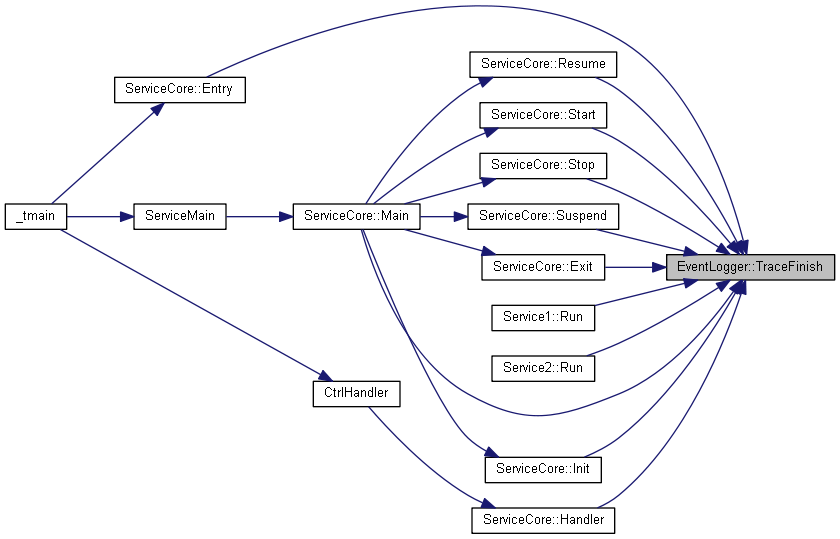 ServiceCore::Resume
ServiceCore::Entry
ServiceCore::Start
ServiceCore::Stop
_tmain
ServiceMain
ServiceCore::Main
ServiceCore::Suspend
ServiceCore::Exit
EventLogger::TraceFinish
Service1::Run
Service2::Run
CtrlHandler
ServiceCore::Init
ServiceCore::Handler